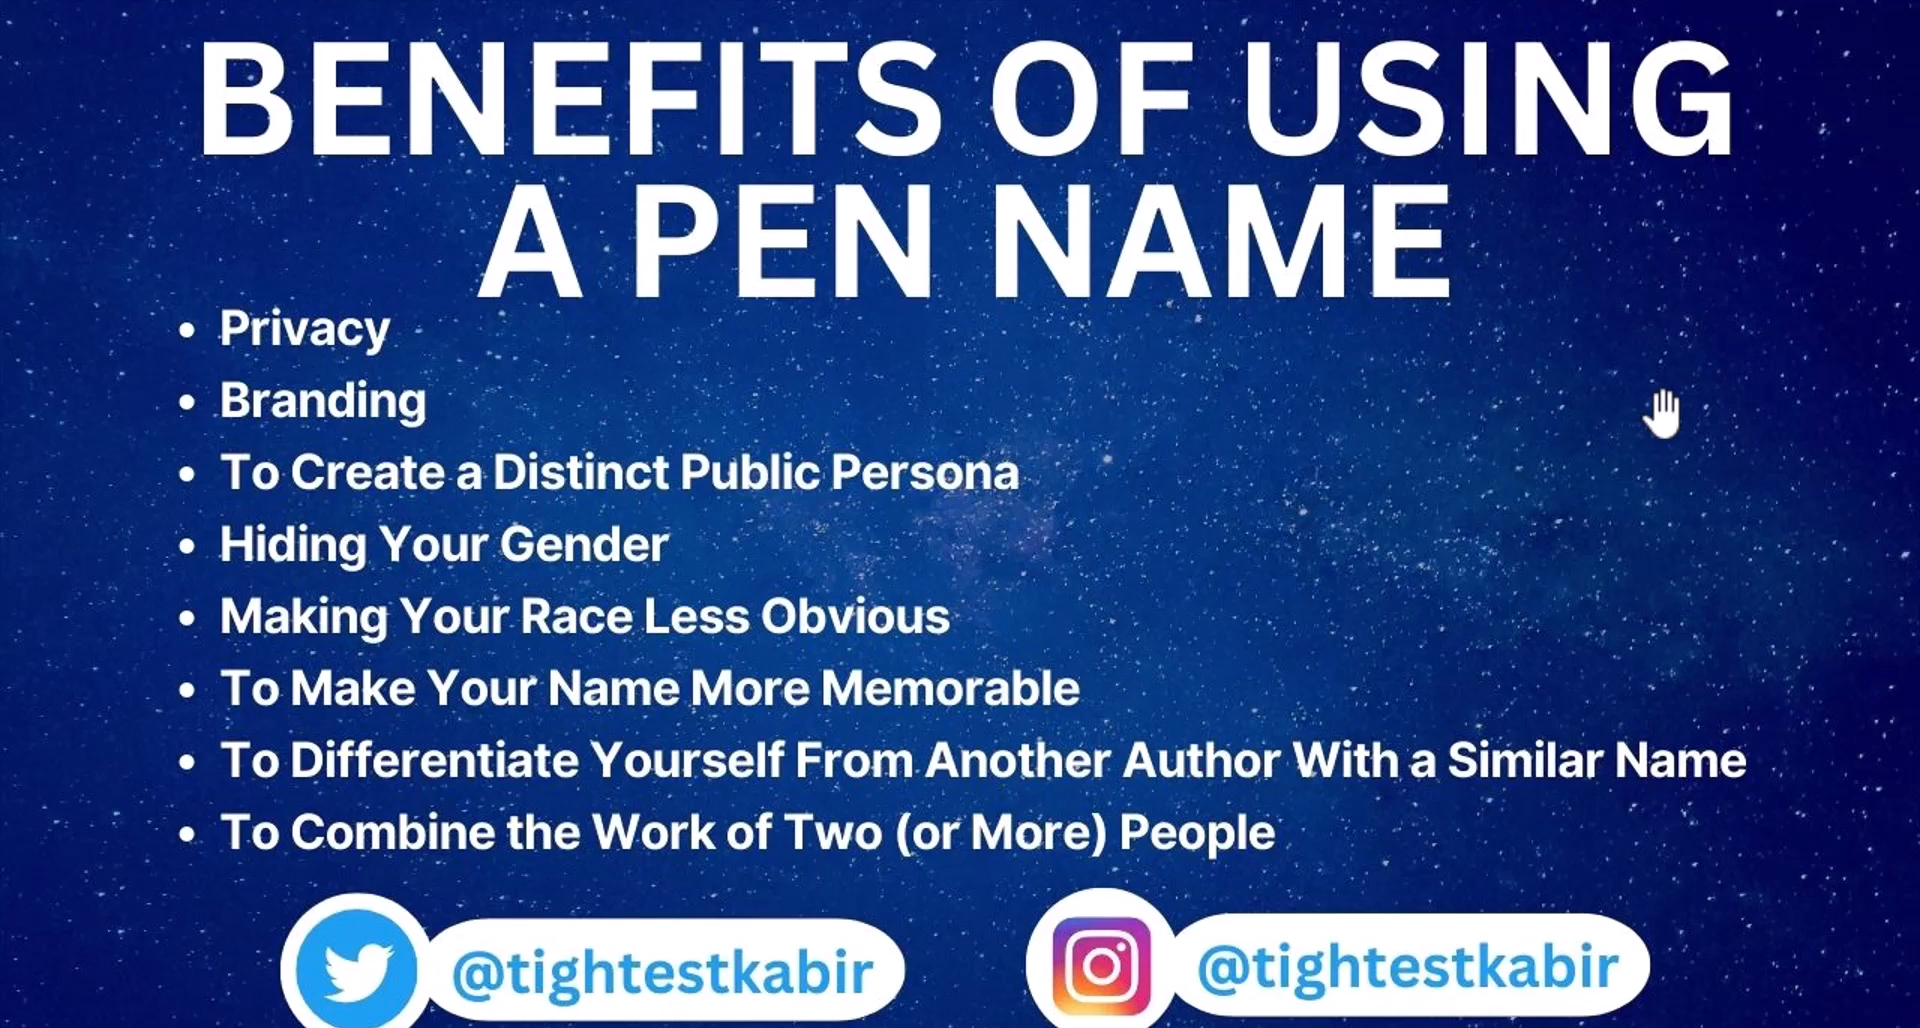 BENEFITS OF USING
A PEN NAME
• Privacy
• Branding
• To Create a Distinct Public Persona
• Hiding Your Gender
• Making Your Race Less Obvious
• To Make Your Name More Memorable
• To Differentiate Yourself From Another Author With a Similar Name
• To Combine the Work of Two (or More) People
@tightestkabir
@tightestkabir